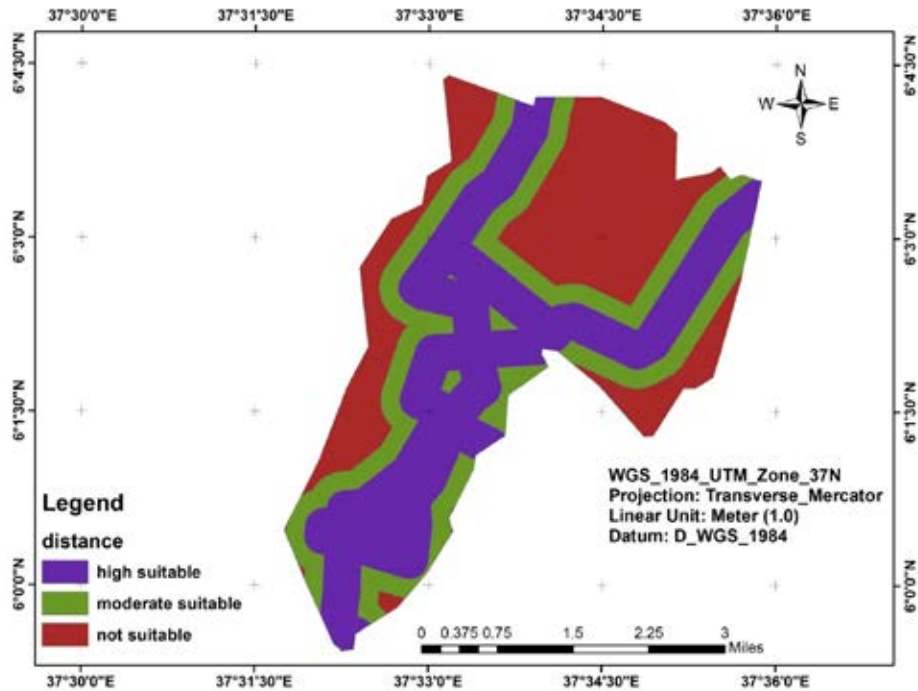 37°30'0"E 37°31'30"E 37°33'0"E 37°34'30"E 37°36'0"E
6°4'30"N 6°4'30"N
N
W E
S
6°3'0"N 6°3'0"N
6°1'30"N 6°1'30"N
WGS_1984_UTM_Zone_37N
Projection: Transverse_Mercator
Linear Unit: Meter (1.0)
Datum: D_WGS_1984
Legend
distance
high suitable
moderate suitable
not suitable
6°0'0"N 6°0'0"N
0 0.375 0.75 1.5 2.25 3
Miles
37°30'0"E 37°31'30"E 37°33'0"E 37°34'30"E 37°36'0"E